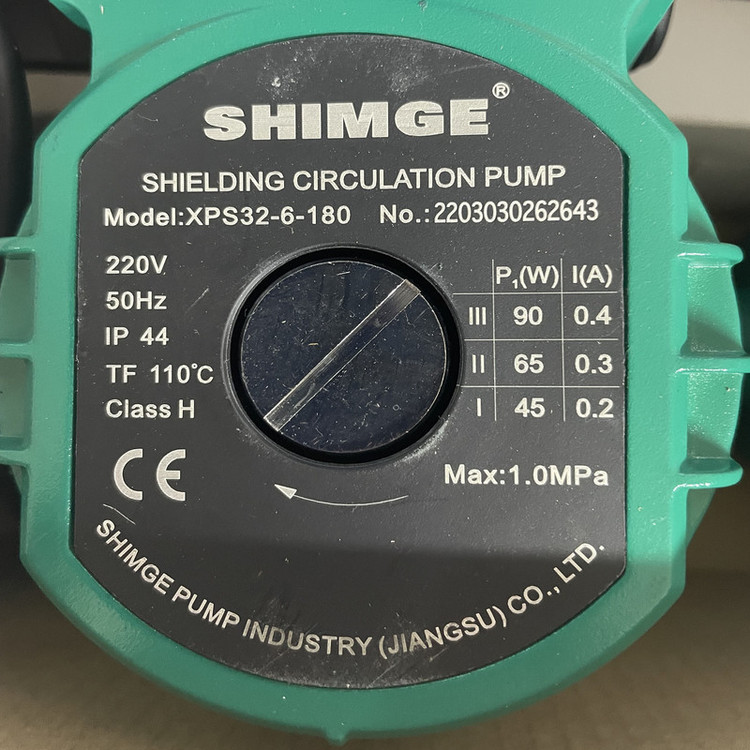 SHIMGE®
SHIELDING CIRCULATION PUMP
Model:XPS32-6-180 No.:2203030262643
220V
50Hz
IP 44
TF 110℃
Class H
P₁(W) I(A)
III 90 0.4
II 65 0.3
I 45 0.2
CE
Max:1.0MPa
SHIMGE PUMP INDUSTRY (JIANGSU) CO., LTD.